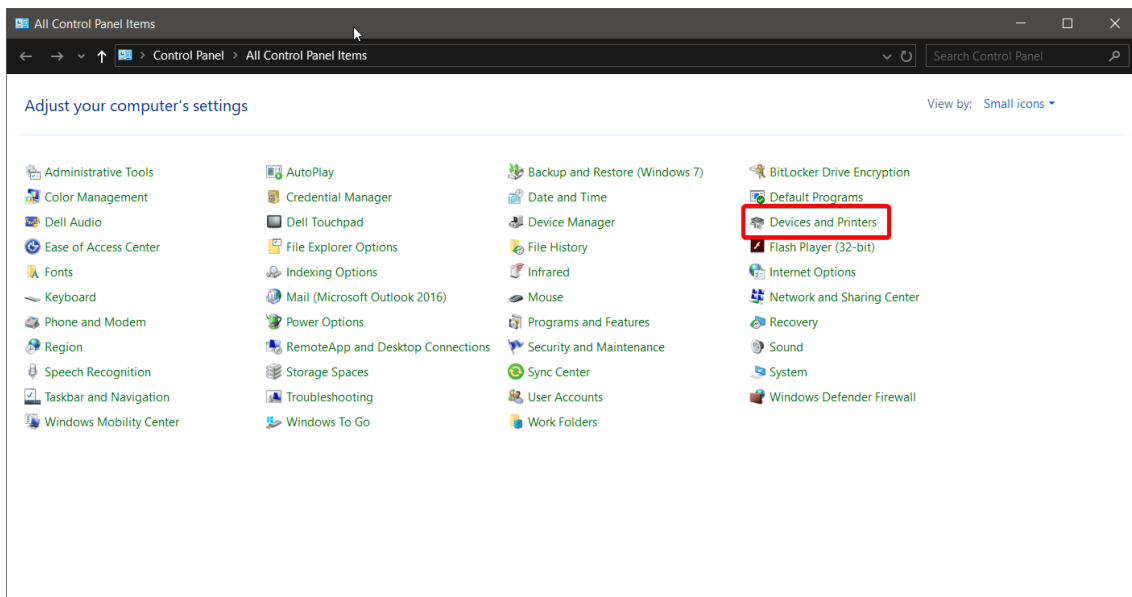 All Control Panel Items
Control Panel > All Control Panel Items
Search Control Panel
Adjust your computer's settings
View by: Small icons
Administrative Tools AutoPlay Backup and Restore (Windows 7) BitLocker Drive Encryption
Color Management Credential Manager Date and Time Default Programs
Dell Audio Dell Touchpad Device Manager Devices and Printers
Ease of Access Center File Explorer Options File History Flash Player (32-bit)
Fonts Indexing Options Infrared Internet Options
Keyboard Mail (Microsoft Outlook 2016) Mouse Network and Sharing Center
Phone and Modem Power Options Programs and Features Recovery
Region RemoteApp and Desktop Connections Security and Maintenance Sound
Speech Recognition Storage Spaces Sync Center System
Taskbar and Navigation Troubleshooting User Accounts Windows Defender Firewall
Windows Mobility Center Windows To Go Work Folders